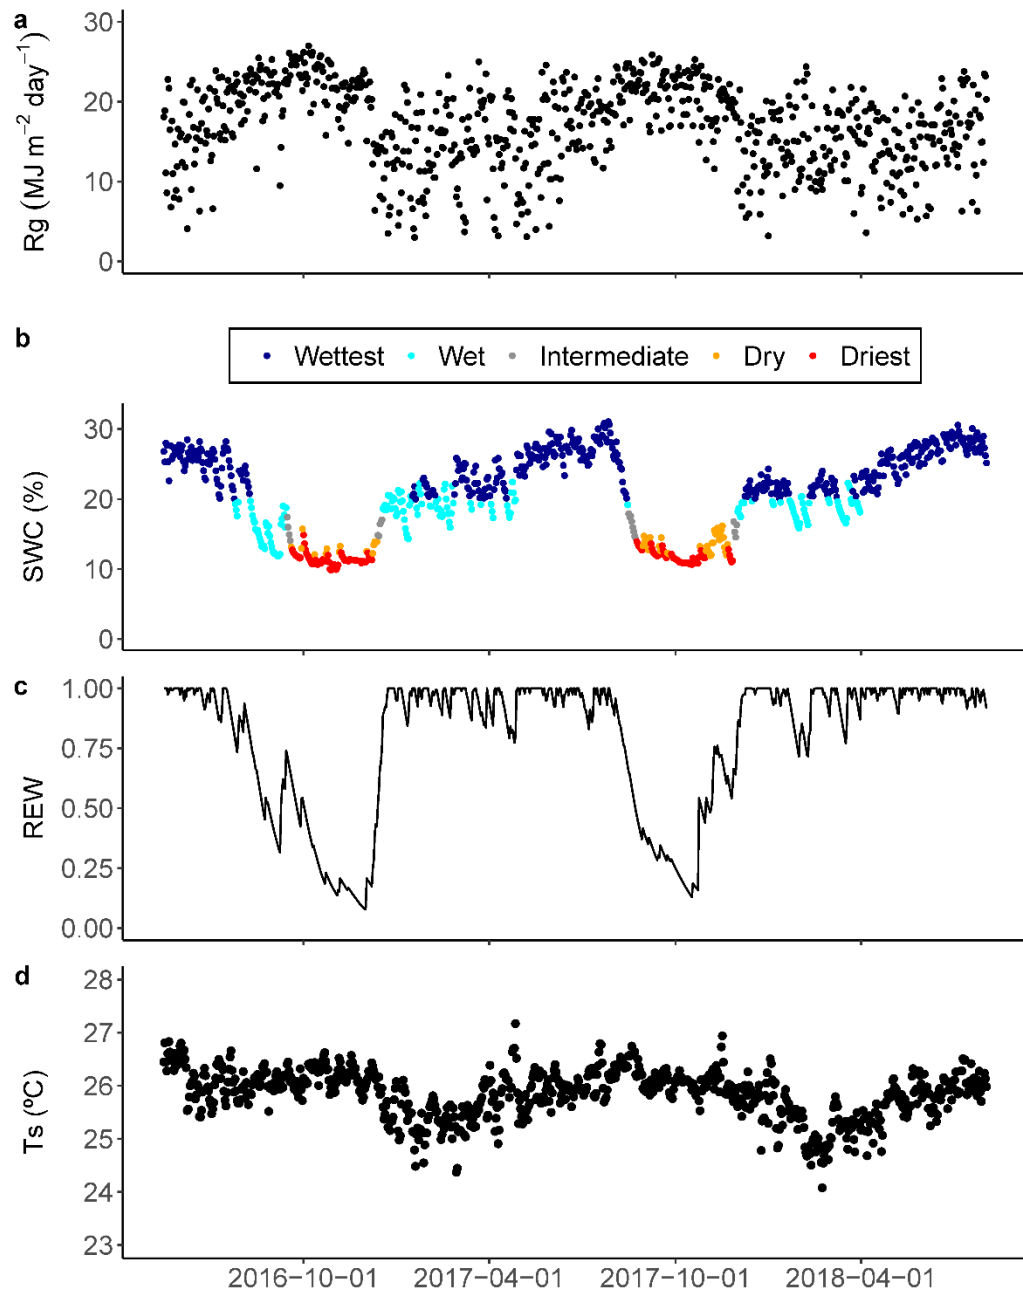 a
Rg (MJ m⁻² day⁻¹)
30
20
10
0
b
Wettest Wet Intermediate Dry Driest
SWC (%)
30
20
10
0
c
REW
1.00
0.75
0.50
0.25
0.00
d
Ts (ºC)
28
27
26
25
24
23
2016−10−01 2017−04−01 2017−10−01 2018−04−01